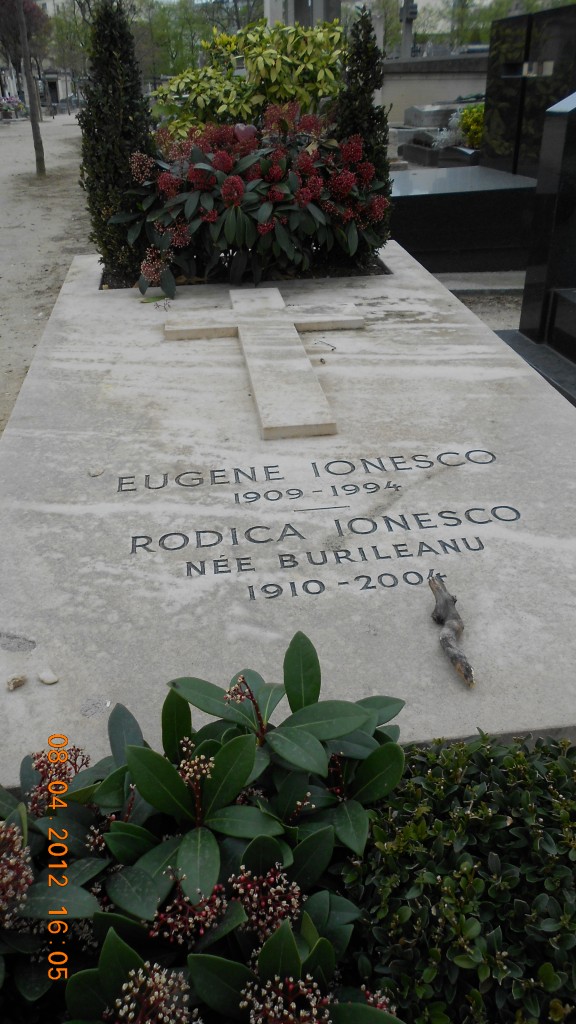 EUGENE IONESCO
1909-1994
RODICA IONESCO
NÉE BURILEANU
1910-2004
08.04.2012 16:05